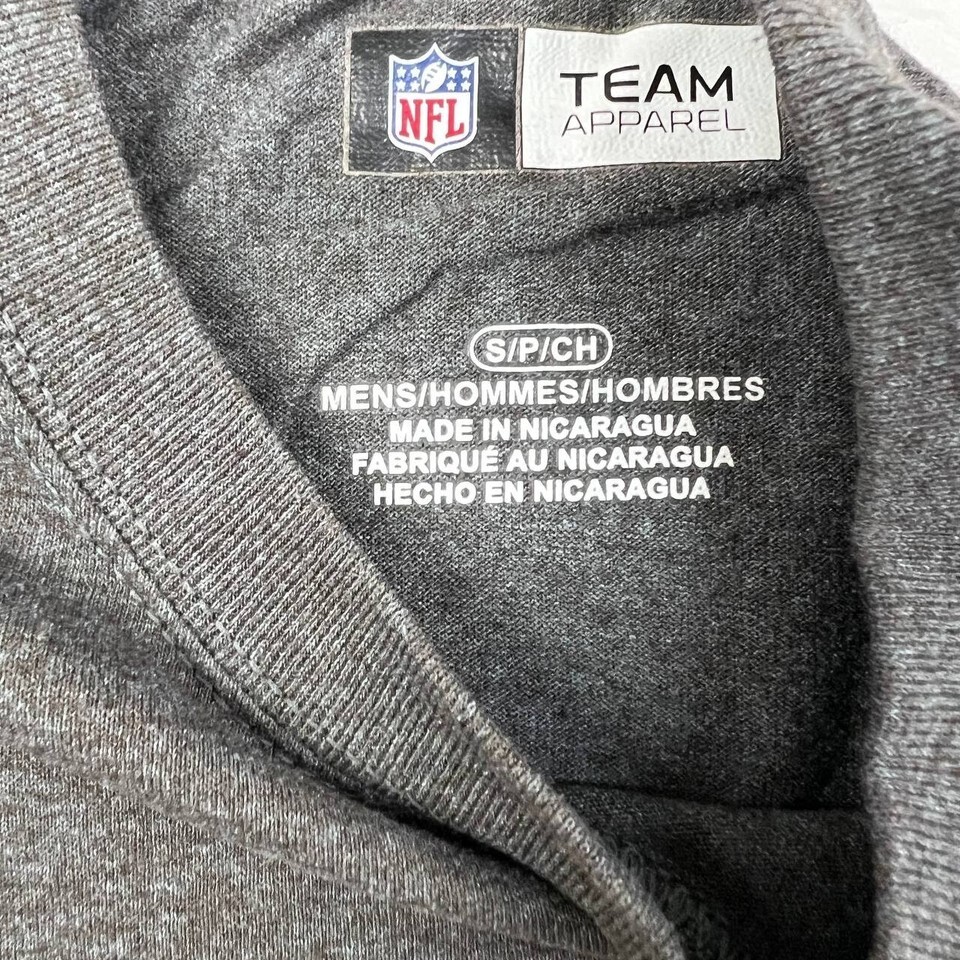 NFL
TEAM
APPAREL
S/P/CH
MENS/HOMMES/HOMBRES
MADE IN NICARAGUA
FABRIQUÉ AU NICARAGUA
HECHO EN NICARAGUA